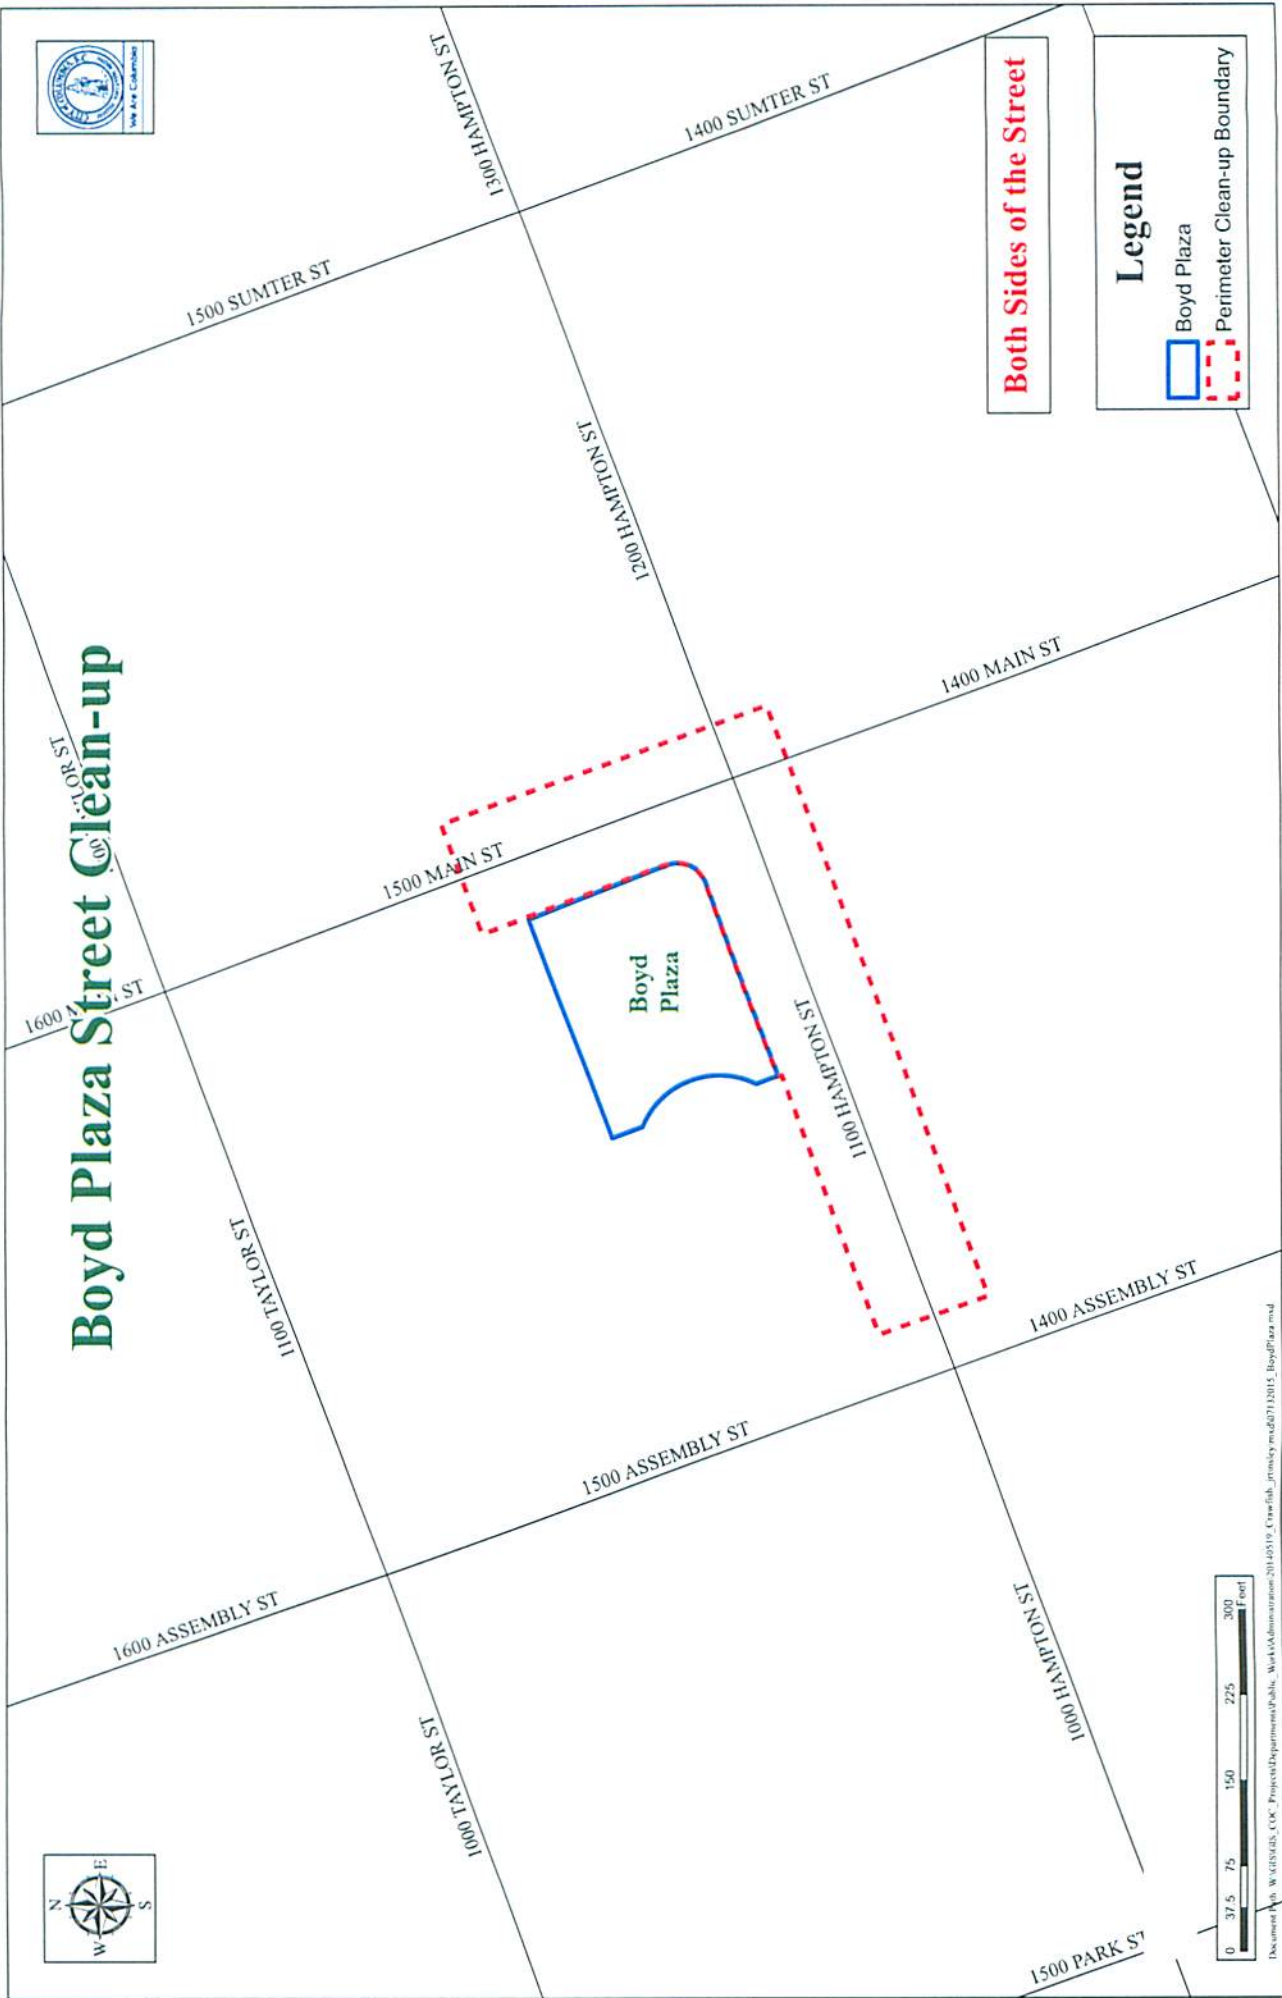 Boyd Plaza Street Clean-up
N
W
E
S
We Are Columbia
1600 ASSEMBLY ST
1500 ASSEMBLY ST
1400 ASSEMBLY ST
1000 TAYLOR ST
1100 TAYLOR ST
1500 MAIN ST
1400 MAIN ST
1500 SUMTER ST
1400 SUMTER ST
1000 HAMPTON ST
1100 HAMPTON ST
1200 HAMPTON ST
1300 HAMPTON ST
Boyd
Plaza
1500 PARK ST
Both Sides of the Street
Legend
Boyd Plaza
Perimeter Clean-up Boundary
0 37.5 75 150 225 300
Feet